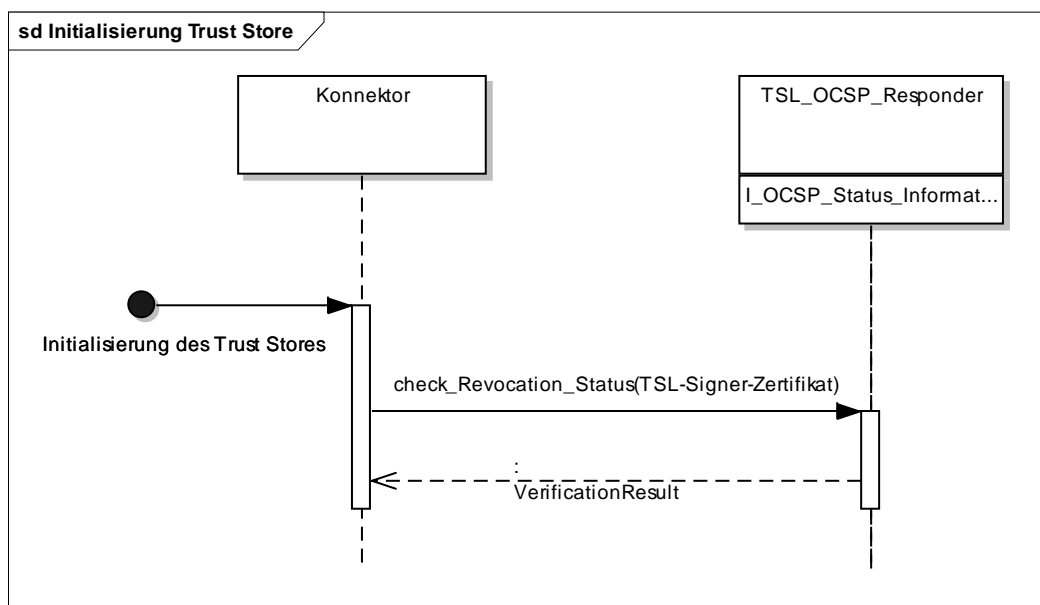 sd Initialisierung Trust Store
Konnektor
TSL_OCSP_Responder
I_OCSP_Status_Informat...
Initialisierung des Trust Stores
check_Revocation_Status(TSL-Signer-Zertifikat)
:
VerificationResult